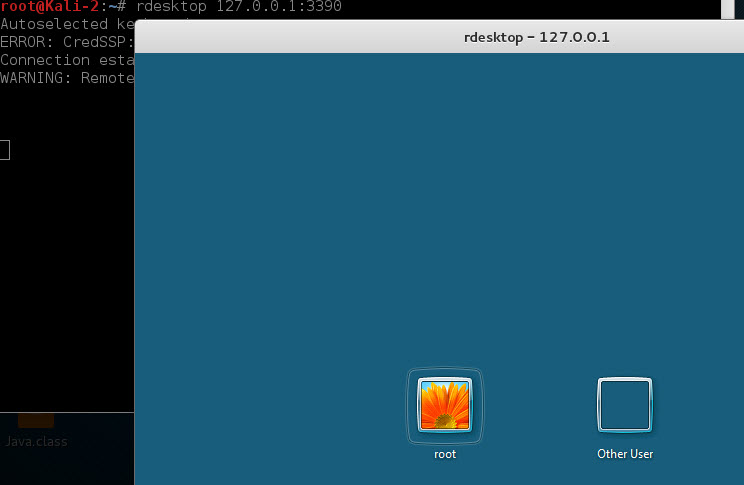 root@Kali-2:~# rdesktop 127.0.0.1:3390
Autoselected ke
ERROR: CredSSP:
Connection esta
WARNING: Remote
rdesktop - 127.0.0.1
root
Other User
Java.class